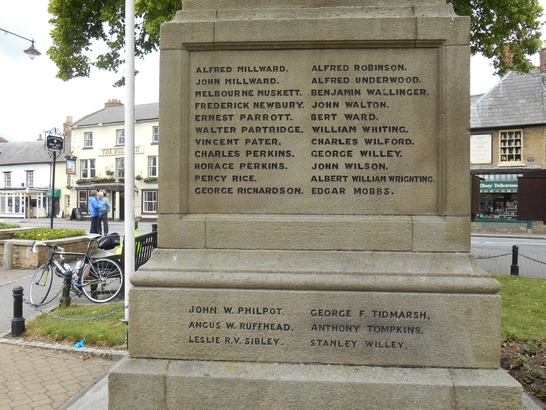 ALFRED MILLWARD.
JOHN MILLWARD.
MELBOURNE MUSKETT.
FREDERICK NEWBURY.
ERNEST PARROTT.
WALTER PARTRIDGE.
VINCENT PATER.
CHARLES PERKINS.
HORACE PERKINS.
PERCY RICE.
GEORGE RICHARDSON.
ALFRED ROBINSON.
ALFRED UNDERWOOD.
BENJAMIN WALLINGER.
JOHN WALTON.
BERT WARD.
WILLIAM WHITING.
CHARLES WILFORD.
GEORGE WILLEY.
JOHN WILSON.
ALBERT WILLIAM WRIGHTING.
EDGAR MOBBS.
JOHN W. PHILPOT.
ANGUS W. RUFFHEAD.
LESLIE R.V. SIBLEY.
GEORGE F. TIDMARSH.
ANTHONY TOMPKINS.
STANLEY WILLEY.
Olney Delicatessen